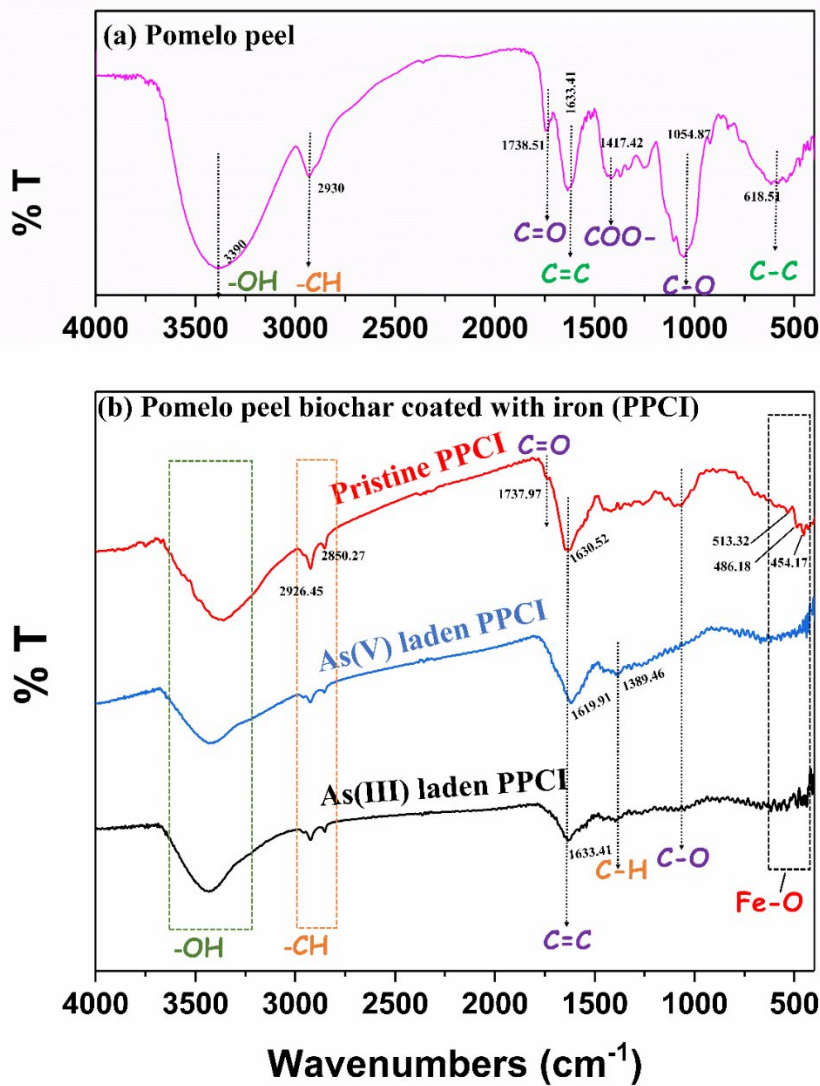 (a) Pomelo peel
% T
3390
2930
1738.51
1633.41
1417.42
1054.87
618.51
-OH
-CH
C=O
C=C
COO-
C-O
C-C
4000 3500 3000 2500 2000 1500 1000 500
(b) Pomelo peel biochar coated with iron (PPCI)
% T
Pristine PPCI
C=O
1737.97
2850.27
2926.45
1630.52
513.32
486.18
454.17
As(V) laden PPCI
1619.91
1389.46
As(III) laden PPCI
1633.41
C-H
C-O
Fe-O
-OH
-CH
C=C
4000 3500 3000 2500 2000 1500 1000 500
Wavenumbers (cm⁻¹)